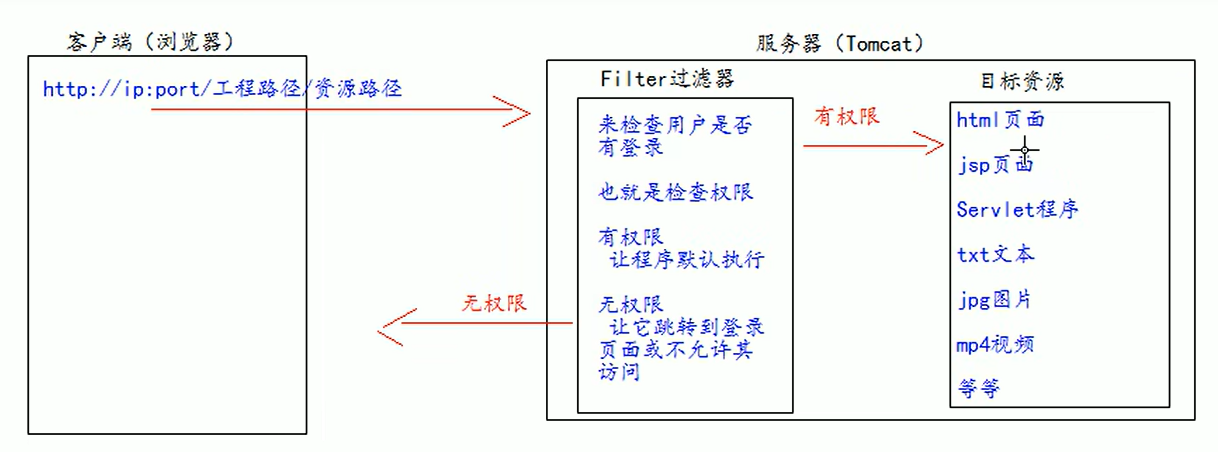 客户端（浏览器）
http://ip:port/工程路径/资源路径
服务器（Tomcat）
Filter过滤器
来检查用户是否
有登录
也就是检查权限
有权限
让程序默认执行
无权限
让它跳转到登录
页面或不允许其
访问
有权限
无权限
目标资源
html页面
jsp页面
Servlet程序
txt文本
jpg图片
mp4视频
等等